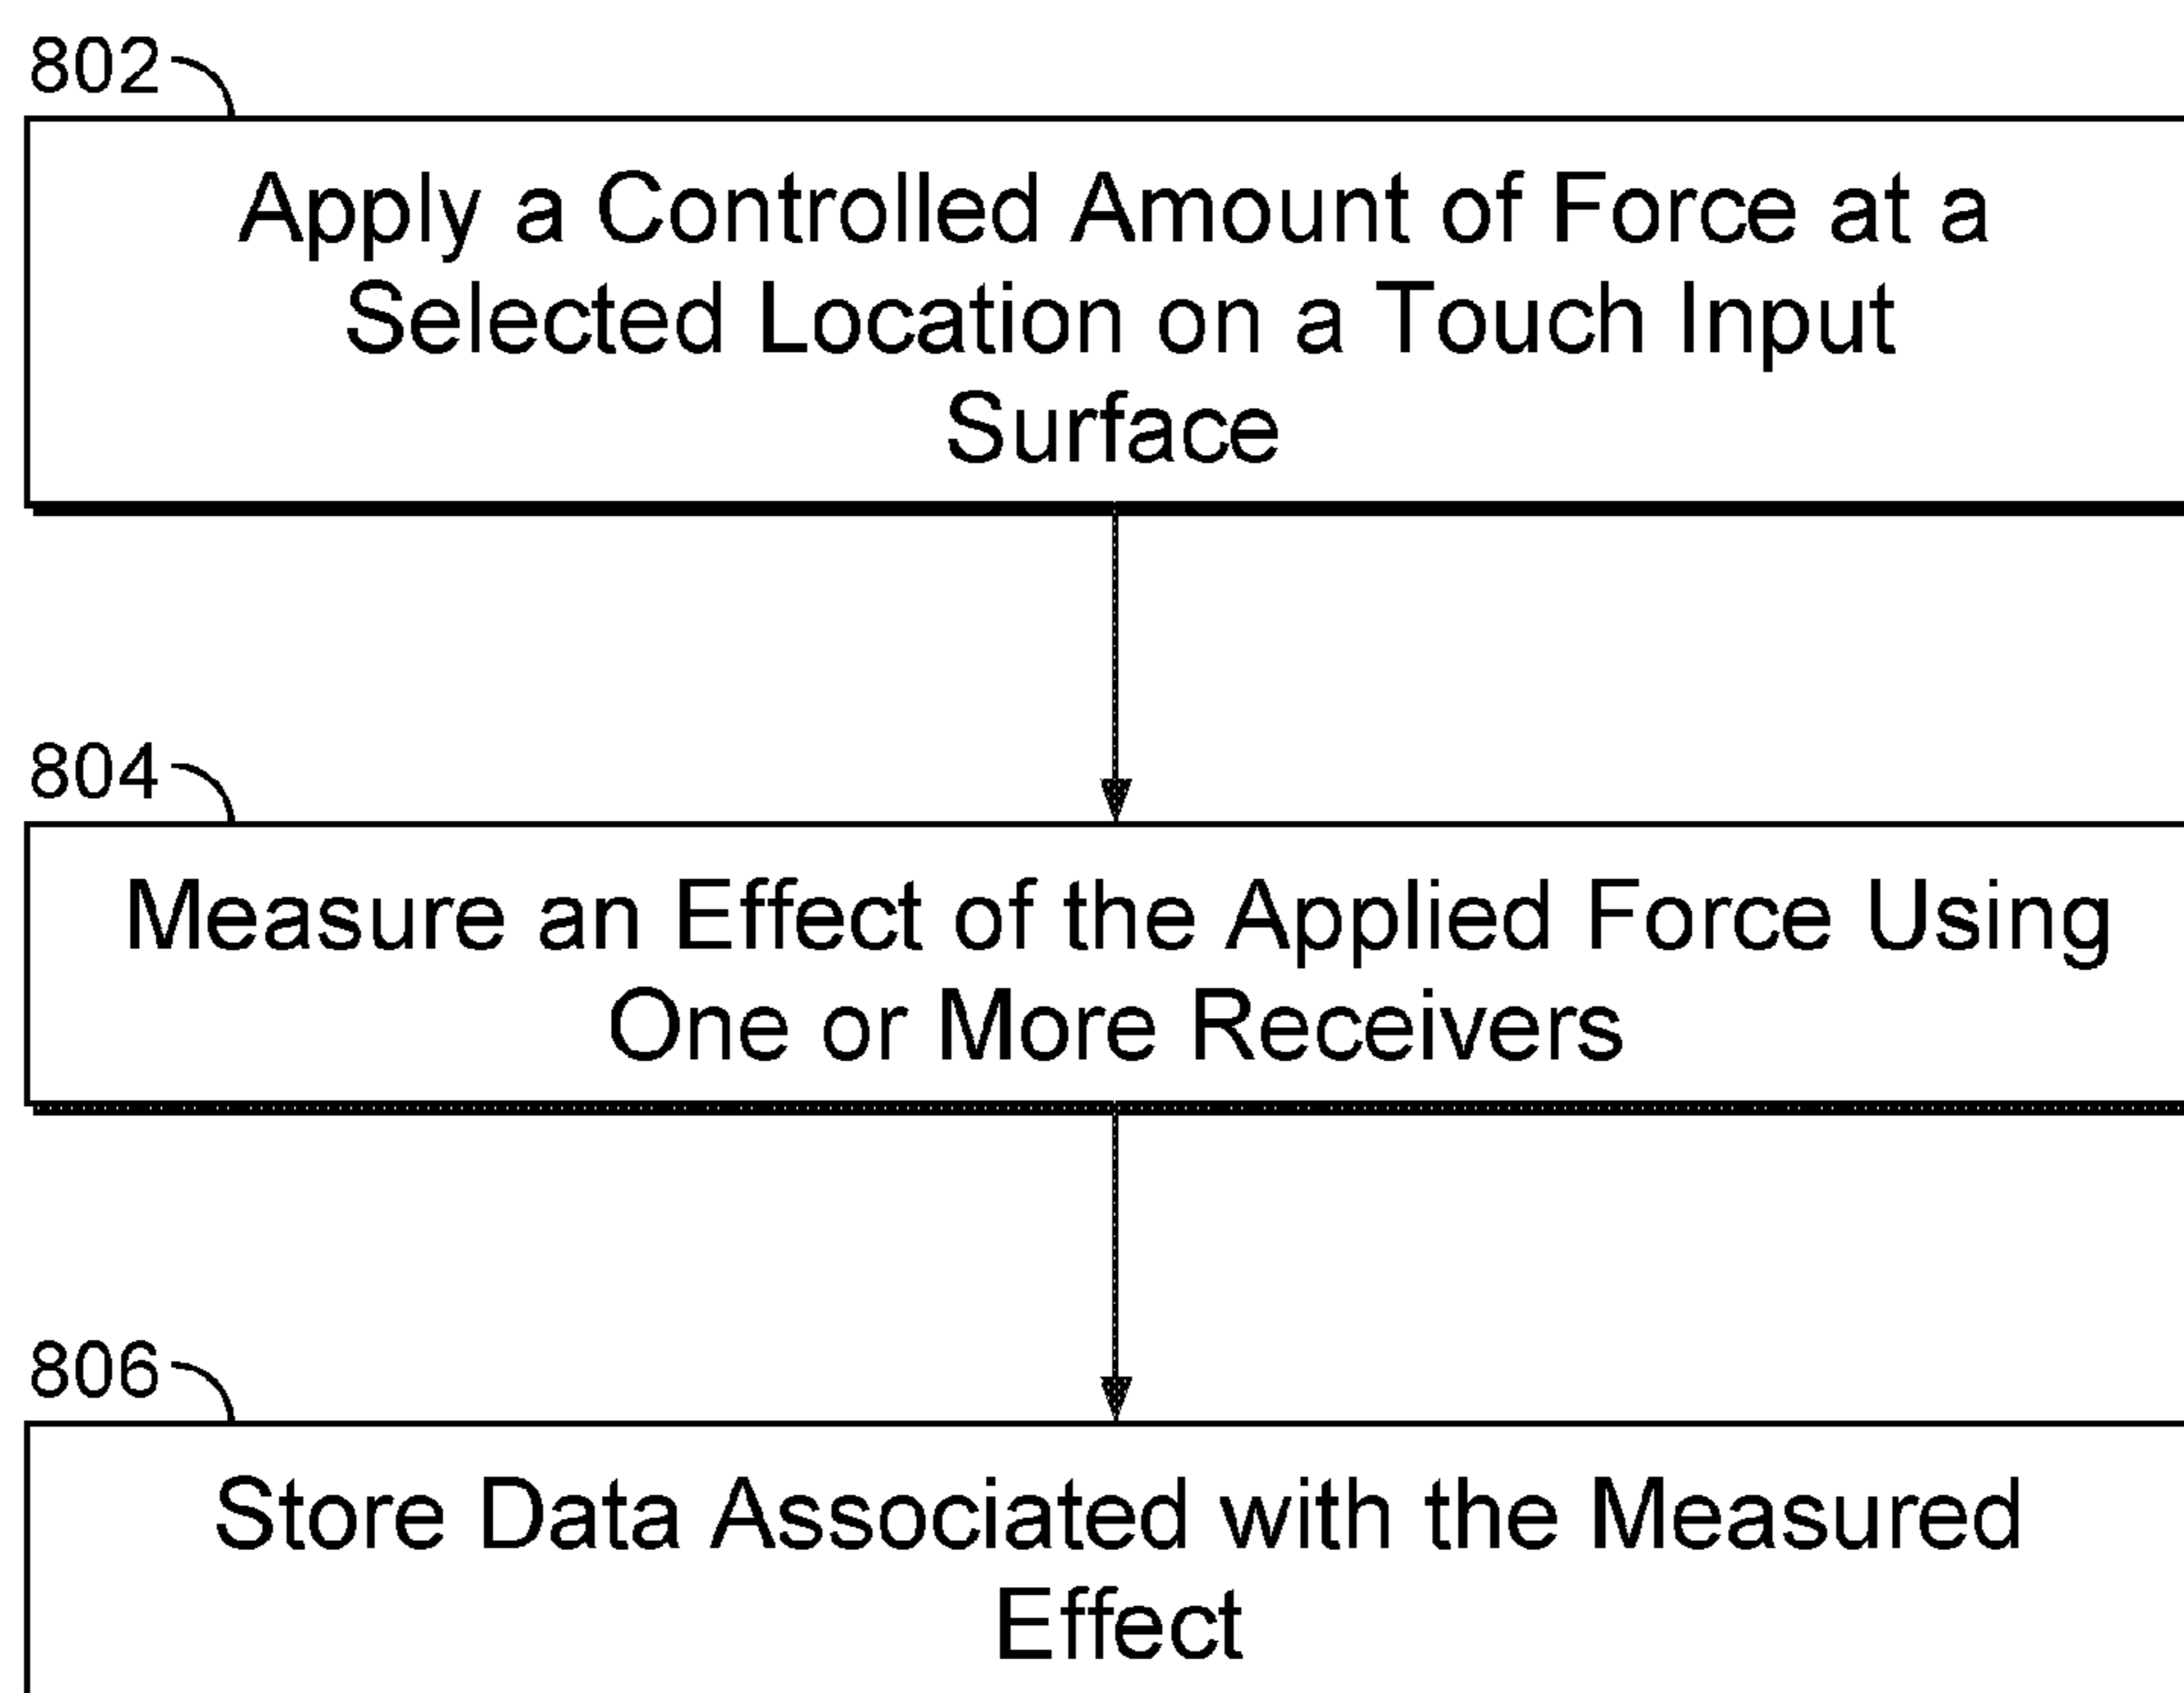 802
Apply a Controlled Amount of Force at a
Selected Location on a Touch Input
Surface
804
Measure an Effect of the Applied Force Using
One or More Receivers
806
Store Data Associated with the Measured
Effect